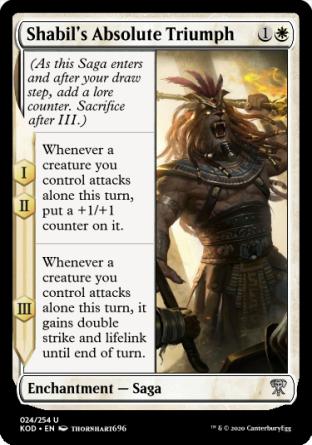 Shabil's Absolute Triumph 1
(As this Saga enters
and after your draw
step, add a lore
counter. Sacrifice
after III.)
I
II
Whenever a
creature you
control attacks
alone this turn,
put a +1/+1
counter on it.
III
Whenever a
creature you
control attacks
alone this turn, it
gains double
strike and lifelink
until end of turn.
Enchantment — Saga
024/254 U
KOD • EN THORNHART696
™ & © 2020 CanterburyEgg